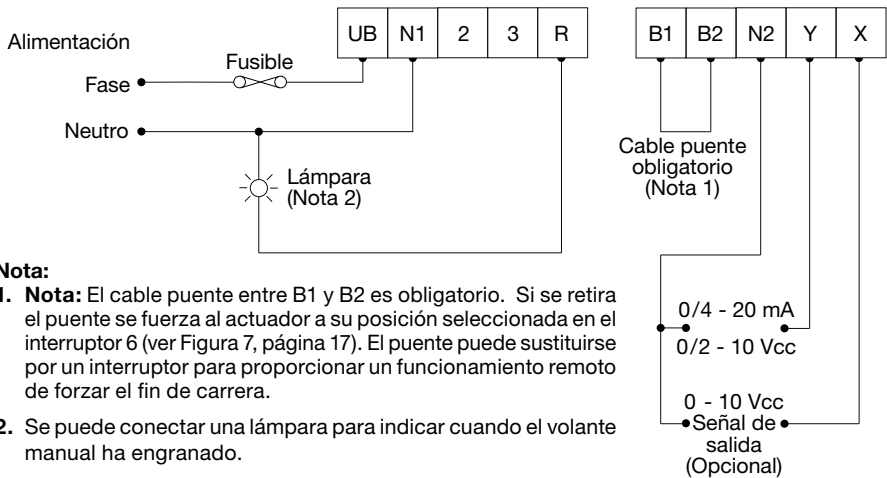 Alimentación
Fase
Fusible
Neutro
UB N1 2 3 R
Lámpara
(Nota 2)
B1 B2 N2 Y X
Cable puente
obligatorio
(Nota 1)
0/4 - 20 mA
0/2 - 10 Vcc
0 - 10 Vcc
Señal de
salida
(Opcional)
Nota:
1. Nota: El cable puente entre B1 y B2 es obligatorio. Si se retira
el puente se fuerza al actuador a su posición seleccionada en el
interruptor 6 (ver Figura 7, página 17). El puente puede sustituirse
por un interruptor para proporcionar un funcionamiento remoto
de forzar el fin de carrera.
2. Se puede conectar una lámpara para indicar cuando el volante
manual ha engranado.